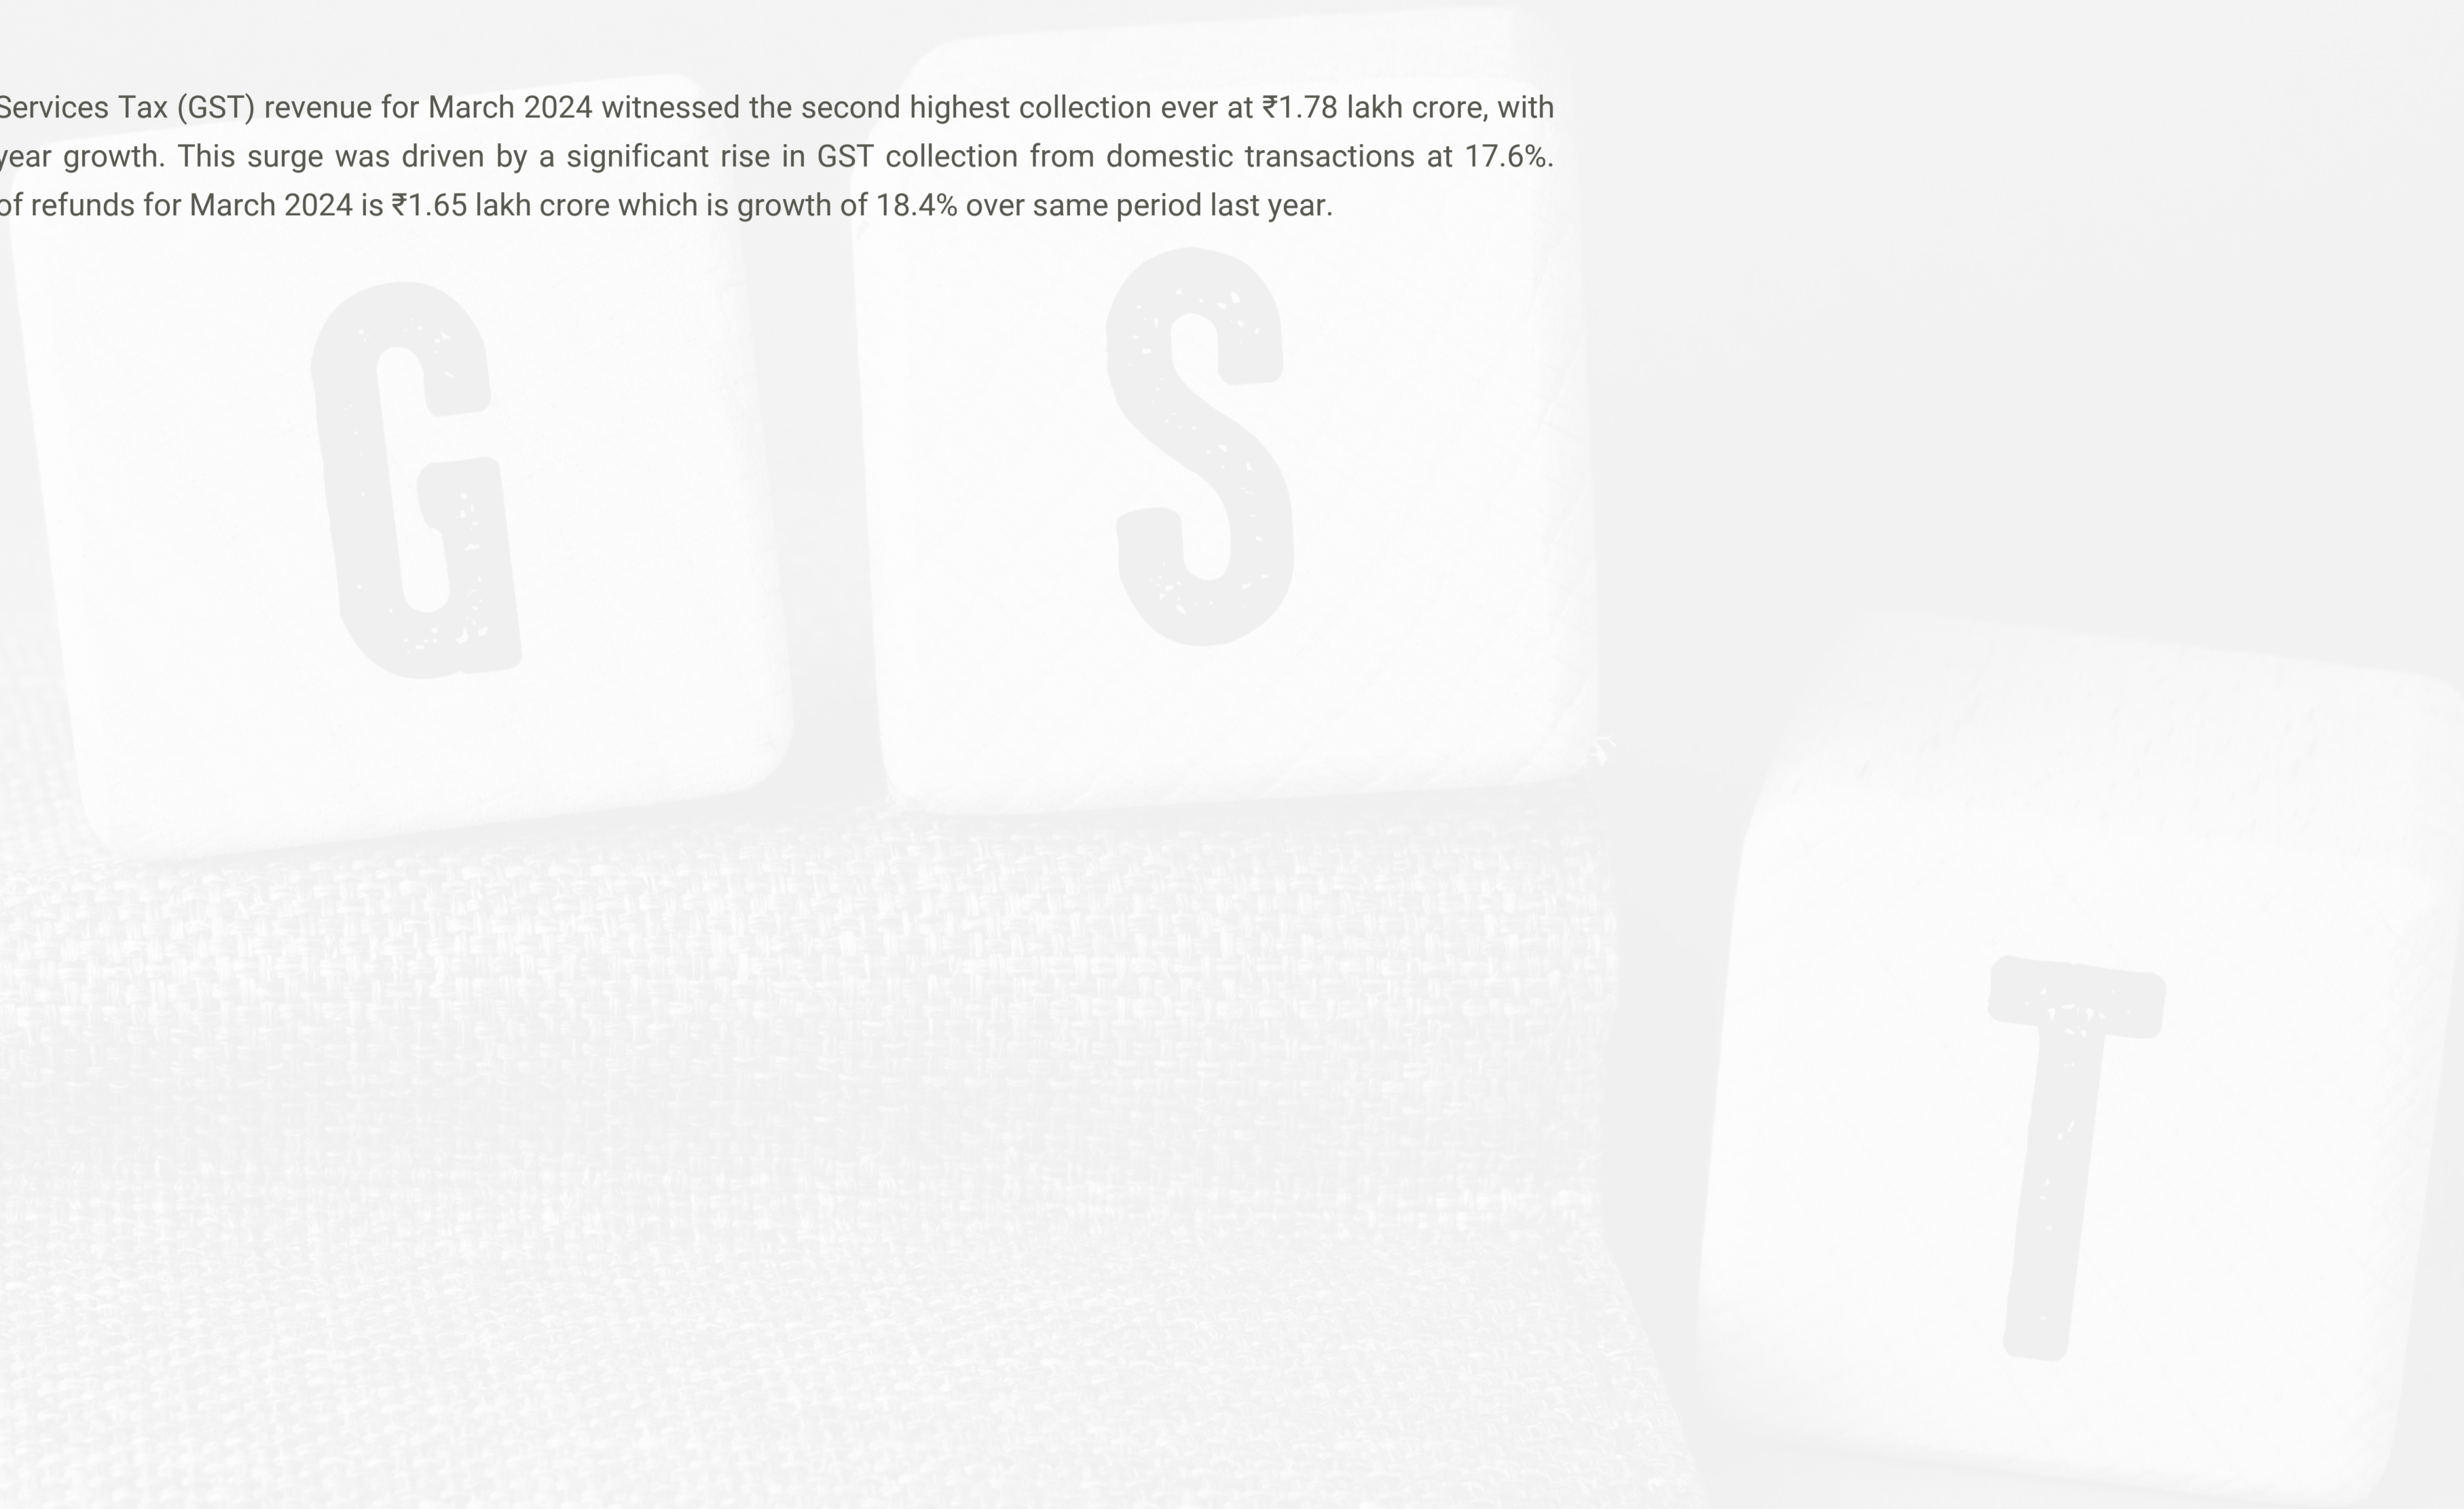 Services Tax (GST) revenue for March 2024 witnessed the second highest collection ever at ₹1.78 lakh crore, with
year growth. This surge was driven by a significant rise in GST collection from domestic transactions at 17.6%.
of refunds for March 2024 is ₹1.65 lakh crore which is growth of 18.4% over same period last year.
G S
T